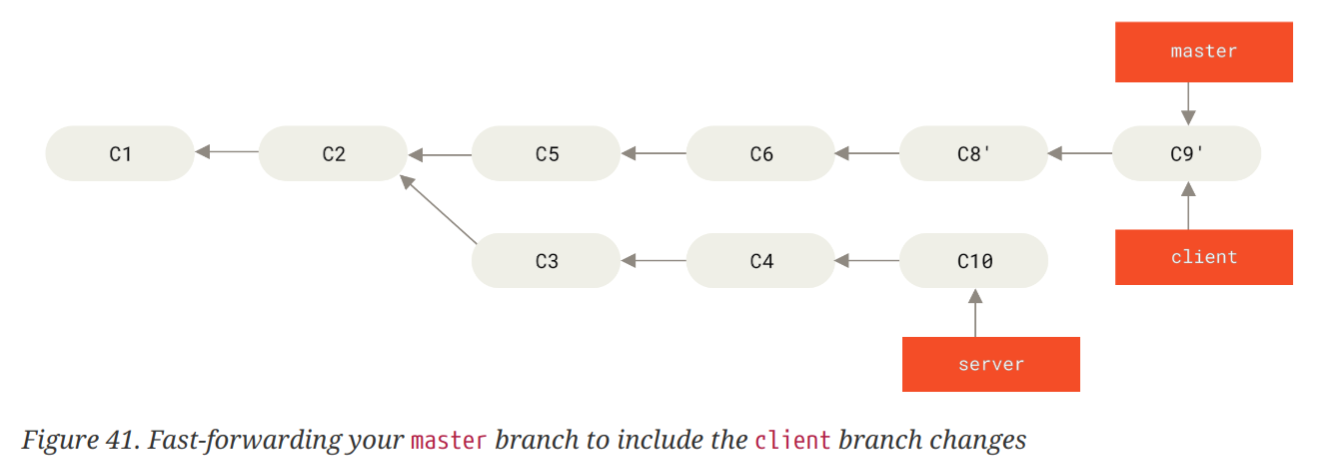 master
C1
C2
C5
C6
C8'
C9'
C3
C4
C10
client
server
Figure 41. Fast-forwarding your master branch to include the client branch changes